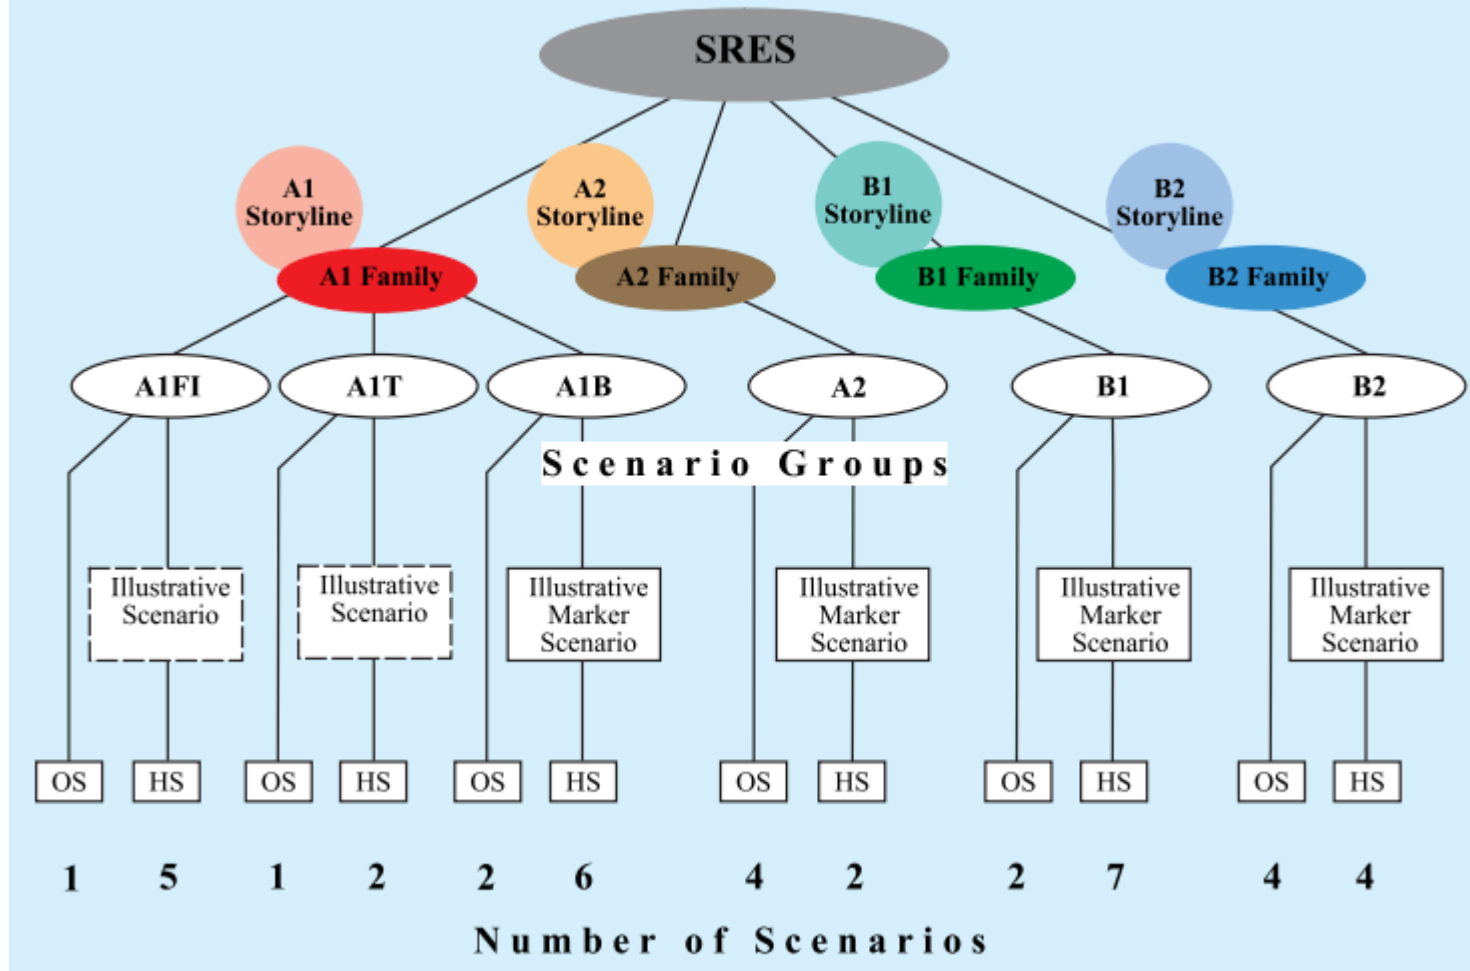 SRES
A1
Storyline
A2
Storyline
B1
Storyline
B2
Storyline
A1 Family
A2 Family
B1 Family
B2 Family
A1FI
A1T
A1B
A2
B1
B2
Scenario Groups
Illustrative
Scenario
Illustrative
Scenario
Illustrative
Marker
Scenario
Illustrative
Marker
Scenario
Illustrative
Marker
Scenario
Illustrative
Marker
Scenario
OS HS OS HS OS HS OS HS OS HS OS HS
1 5 1 2 2 6 4 2 2 7 4 4
Number of Scenarios